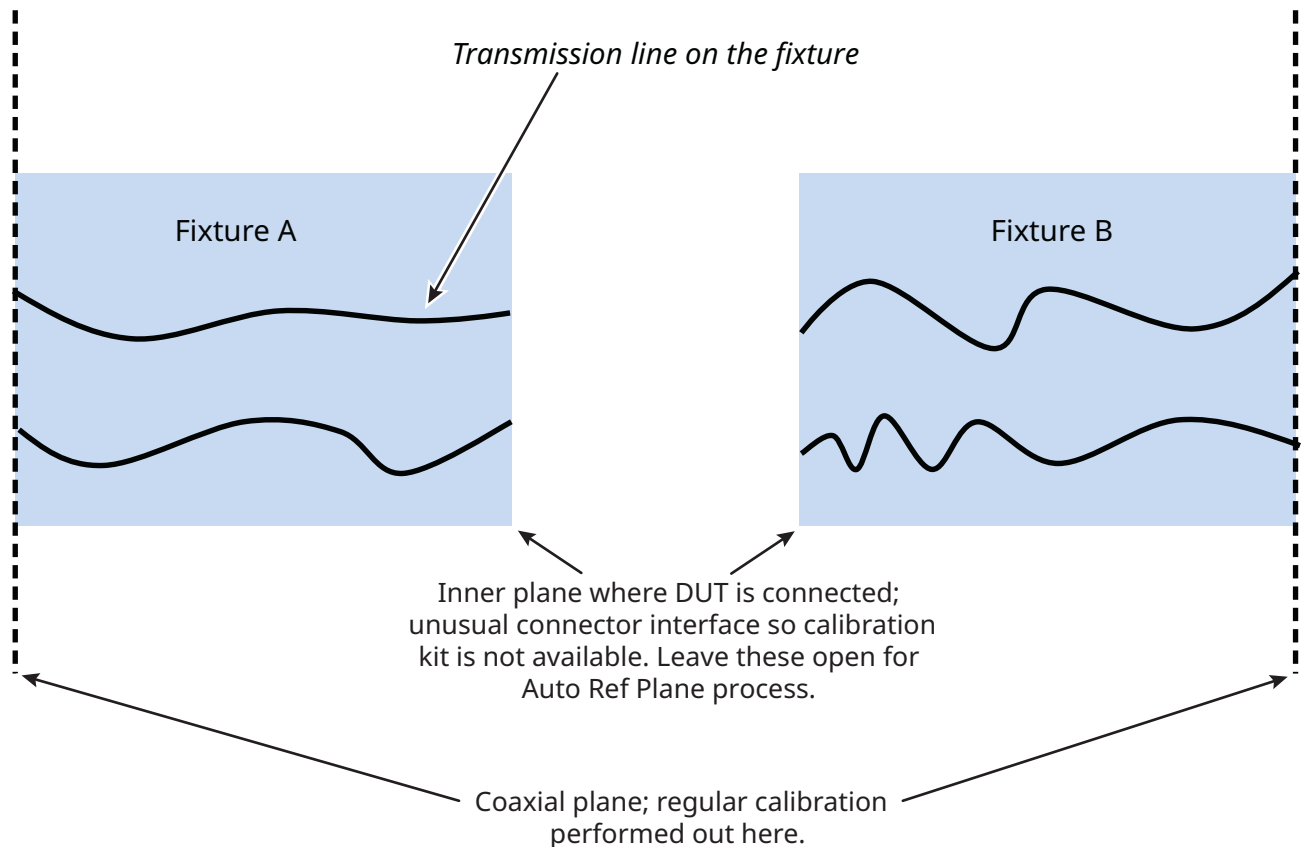 Transmission line on the fixture
Fixture A
Fixture B
Inner plane where DUT is connected;
unusual connector interface so calibration
kit is not available. Leave these open for
Auto Ref Plane process.
Coaxial plane; regular calibration
performed out here.